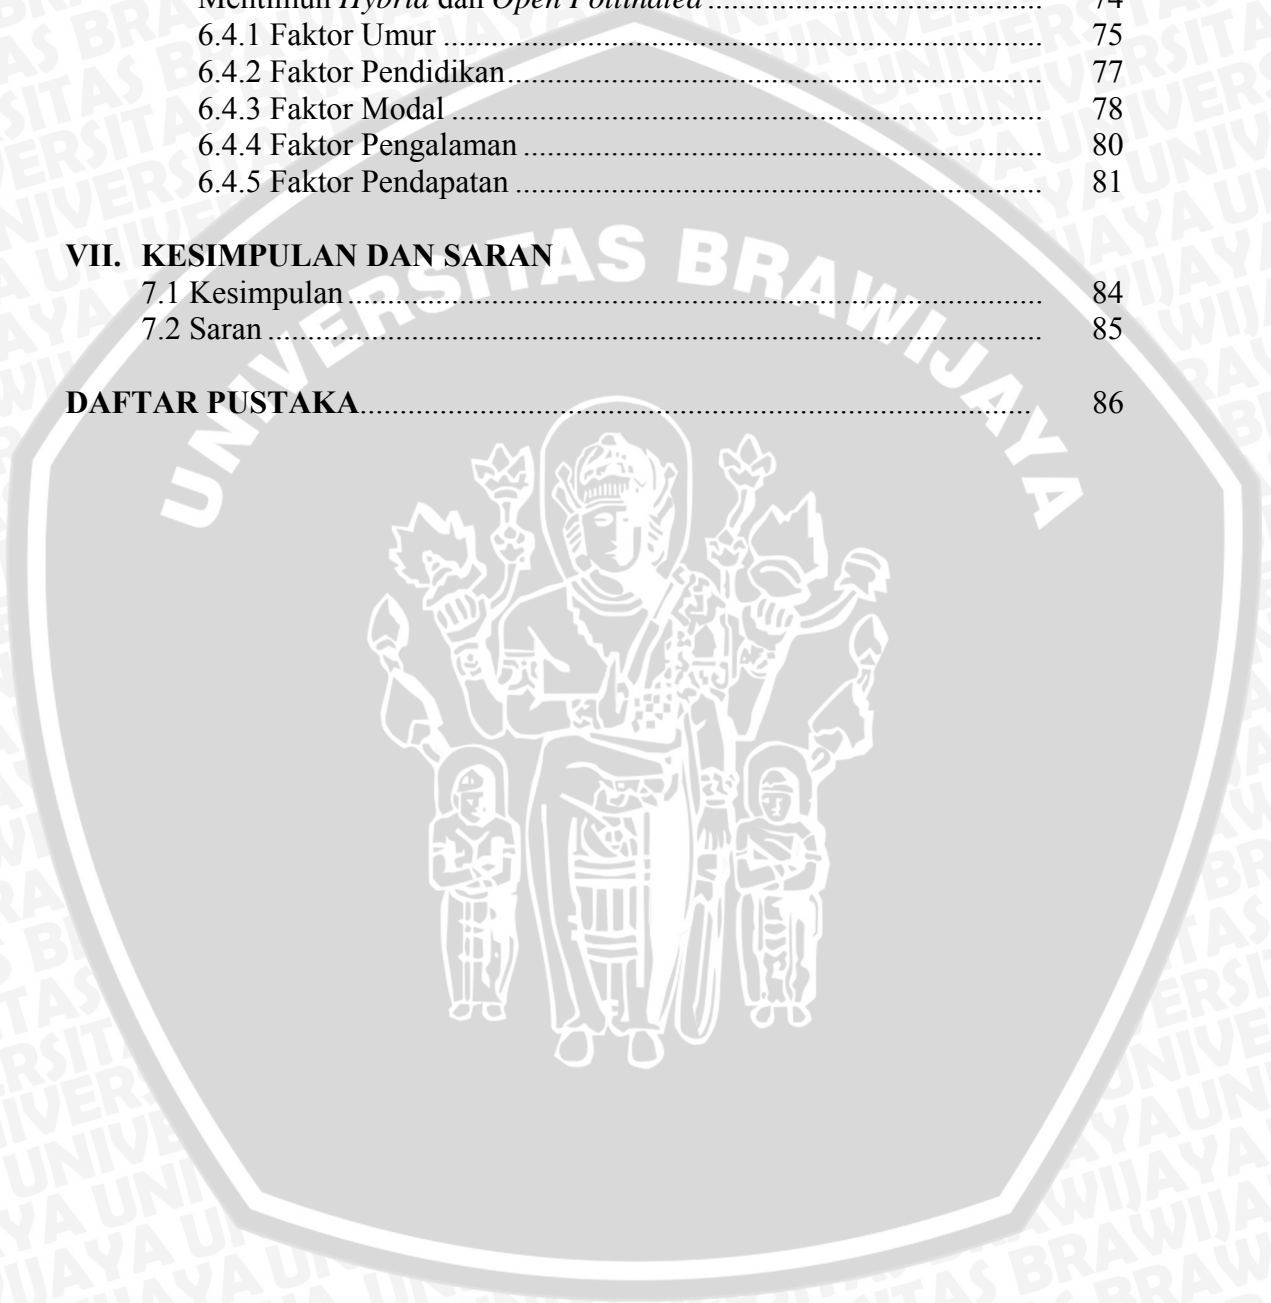 Mentimun Hybrid dan Open Pollinated ........................................ 74
6.4.1 Faktor Umur ........................................ 75
6.4.2 Faktor Pendidikan ........................................ 77
6.4.3 Faktor Modal ........................................ 78
6.4.4 Faktor Pengalaman ........................................ 80
6.4.5 Faktor Pendapatan ........................................ 81
VII. KESIMPULAN DAN SARAN
7.1 Kesimpulan ........................................ 84
7.2 Saran ........................................ 85
DAFTAR PUSTAKA ........................................ 86
UNIVERSITAS BRAWIJAYA